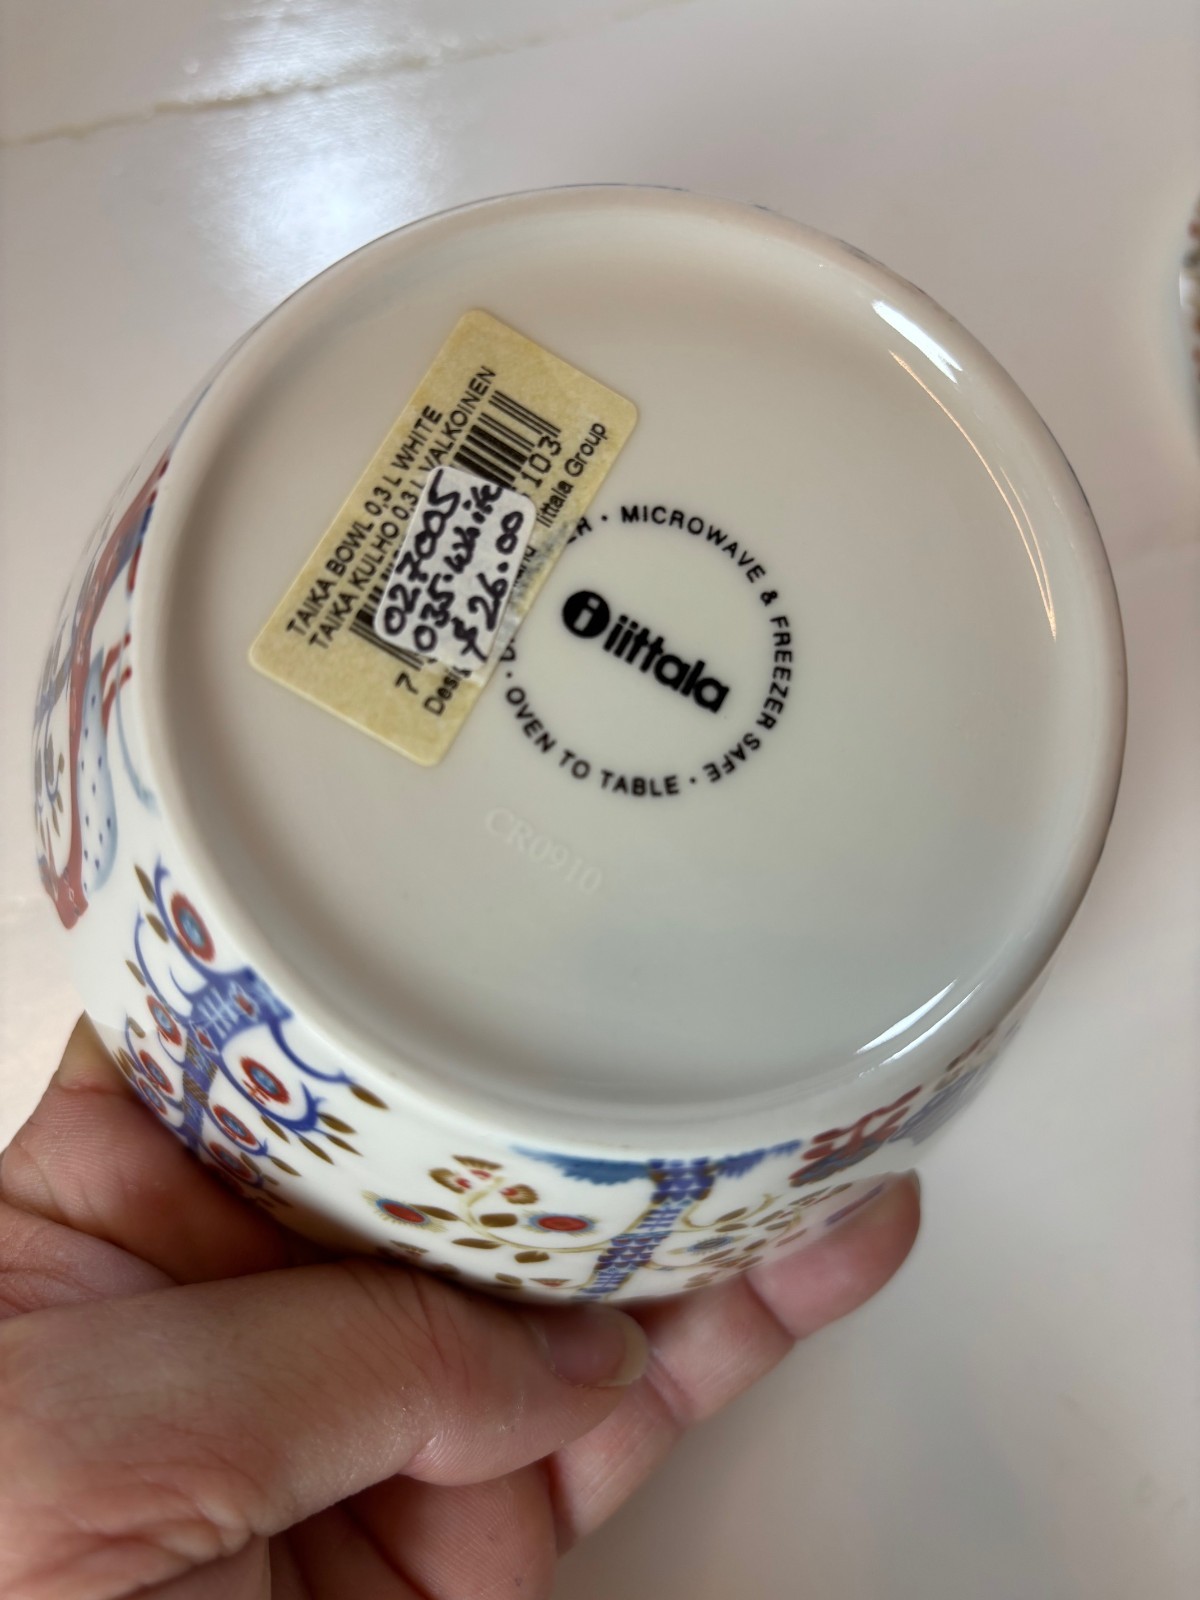 TAIKA BOWL 0,3 L WHITE
TAIKA KULHO 0,3 L VALKOINEN
027005
035.white
$26.00
7
103
Iittala Group
MICROWAVE & FREEZER SAFE · OVEN TO TABLE ·
iittala
CR0910